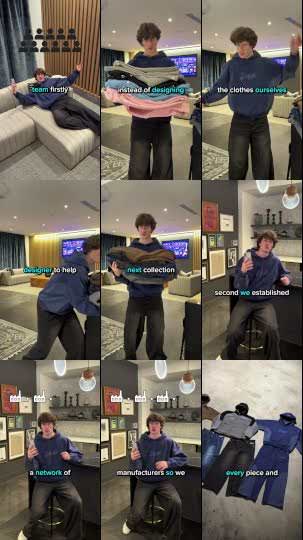 "team firstly"
instead of designing
the clothes ourselves
designer to help
next collection
second we established
a network of
manufacturers so we
every piece and